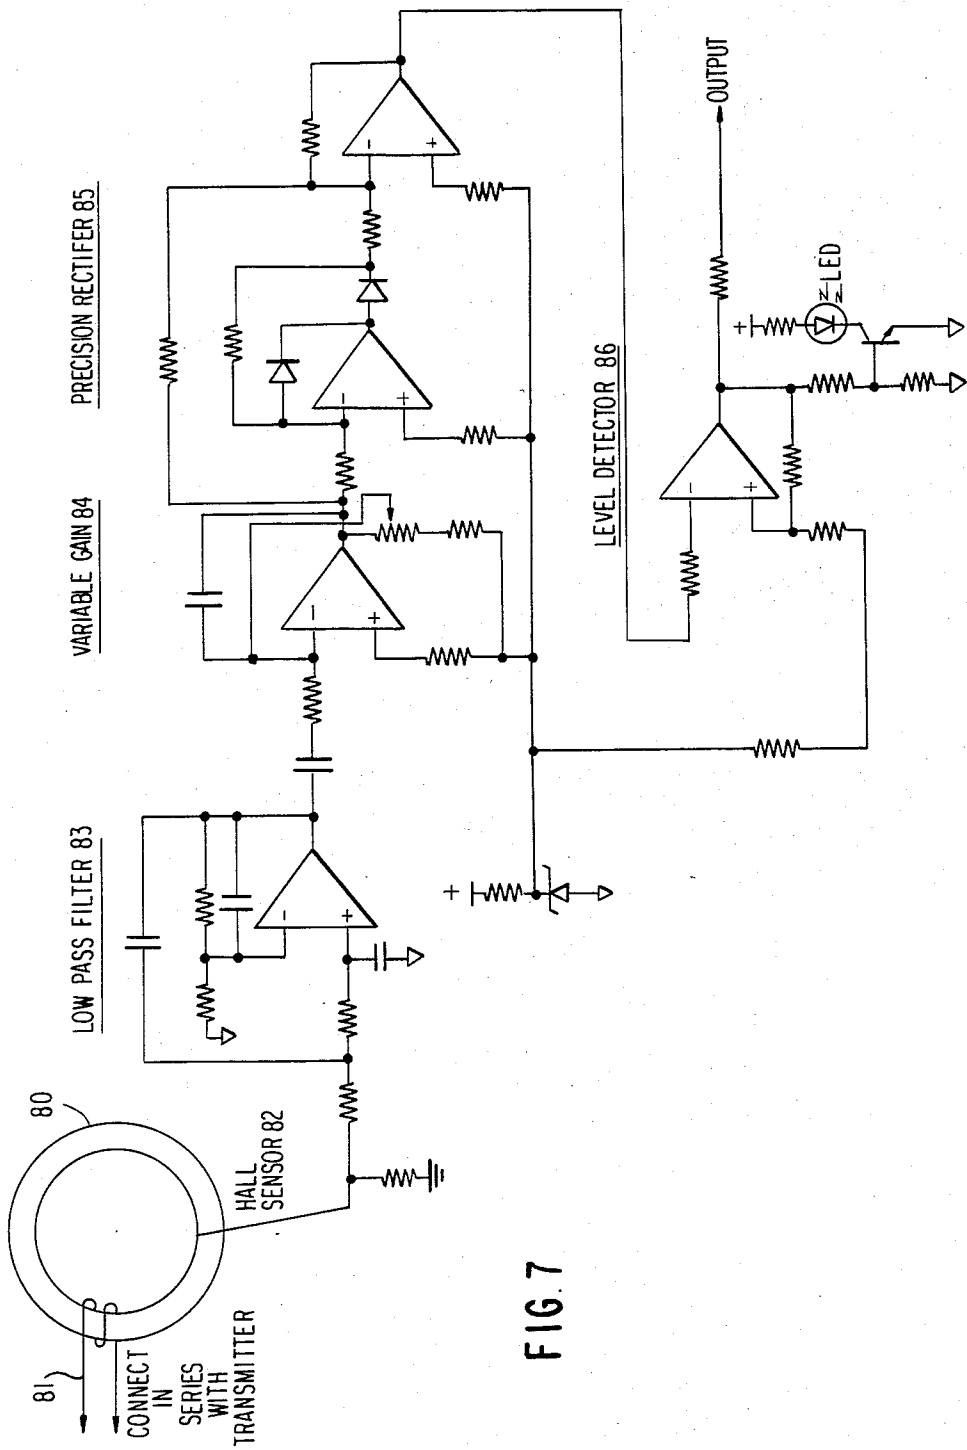 80
81
CONNECT
IN
SERIES
WITH
TRANSMITTER
HALL
SENSOR 82
LOW PASS FILTER 83
VARIABLE GAIN 84
PRECISION RECTIFER 85
LEVEL DETECTOR 86
LED
OUTPUT
- +
- +
- +
- +
- +
+
+
FIG. 7